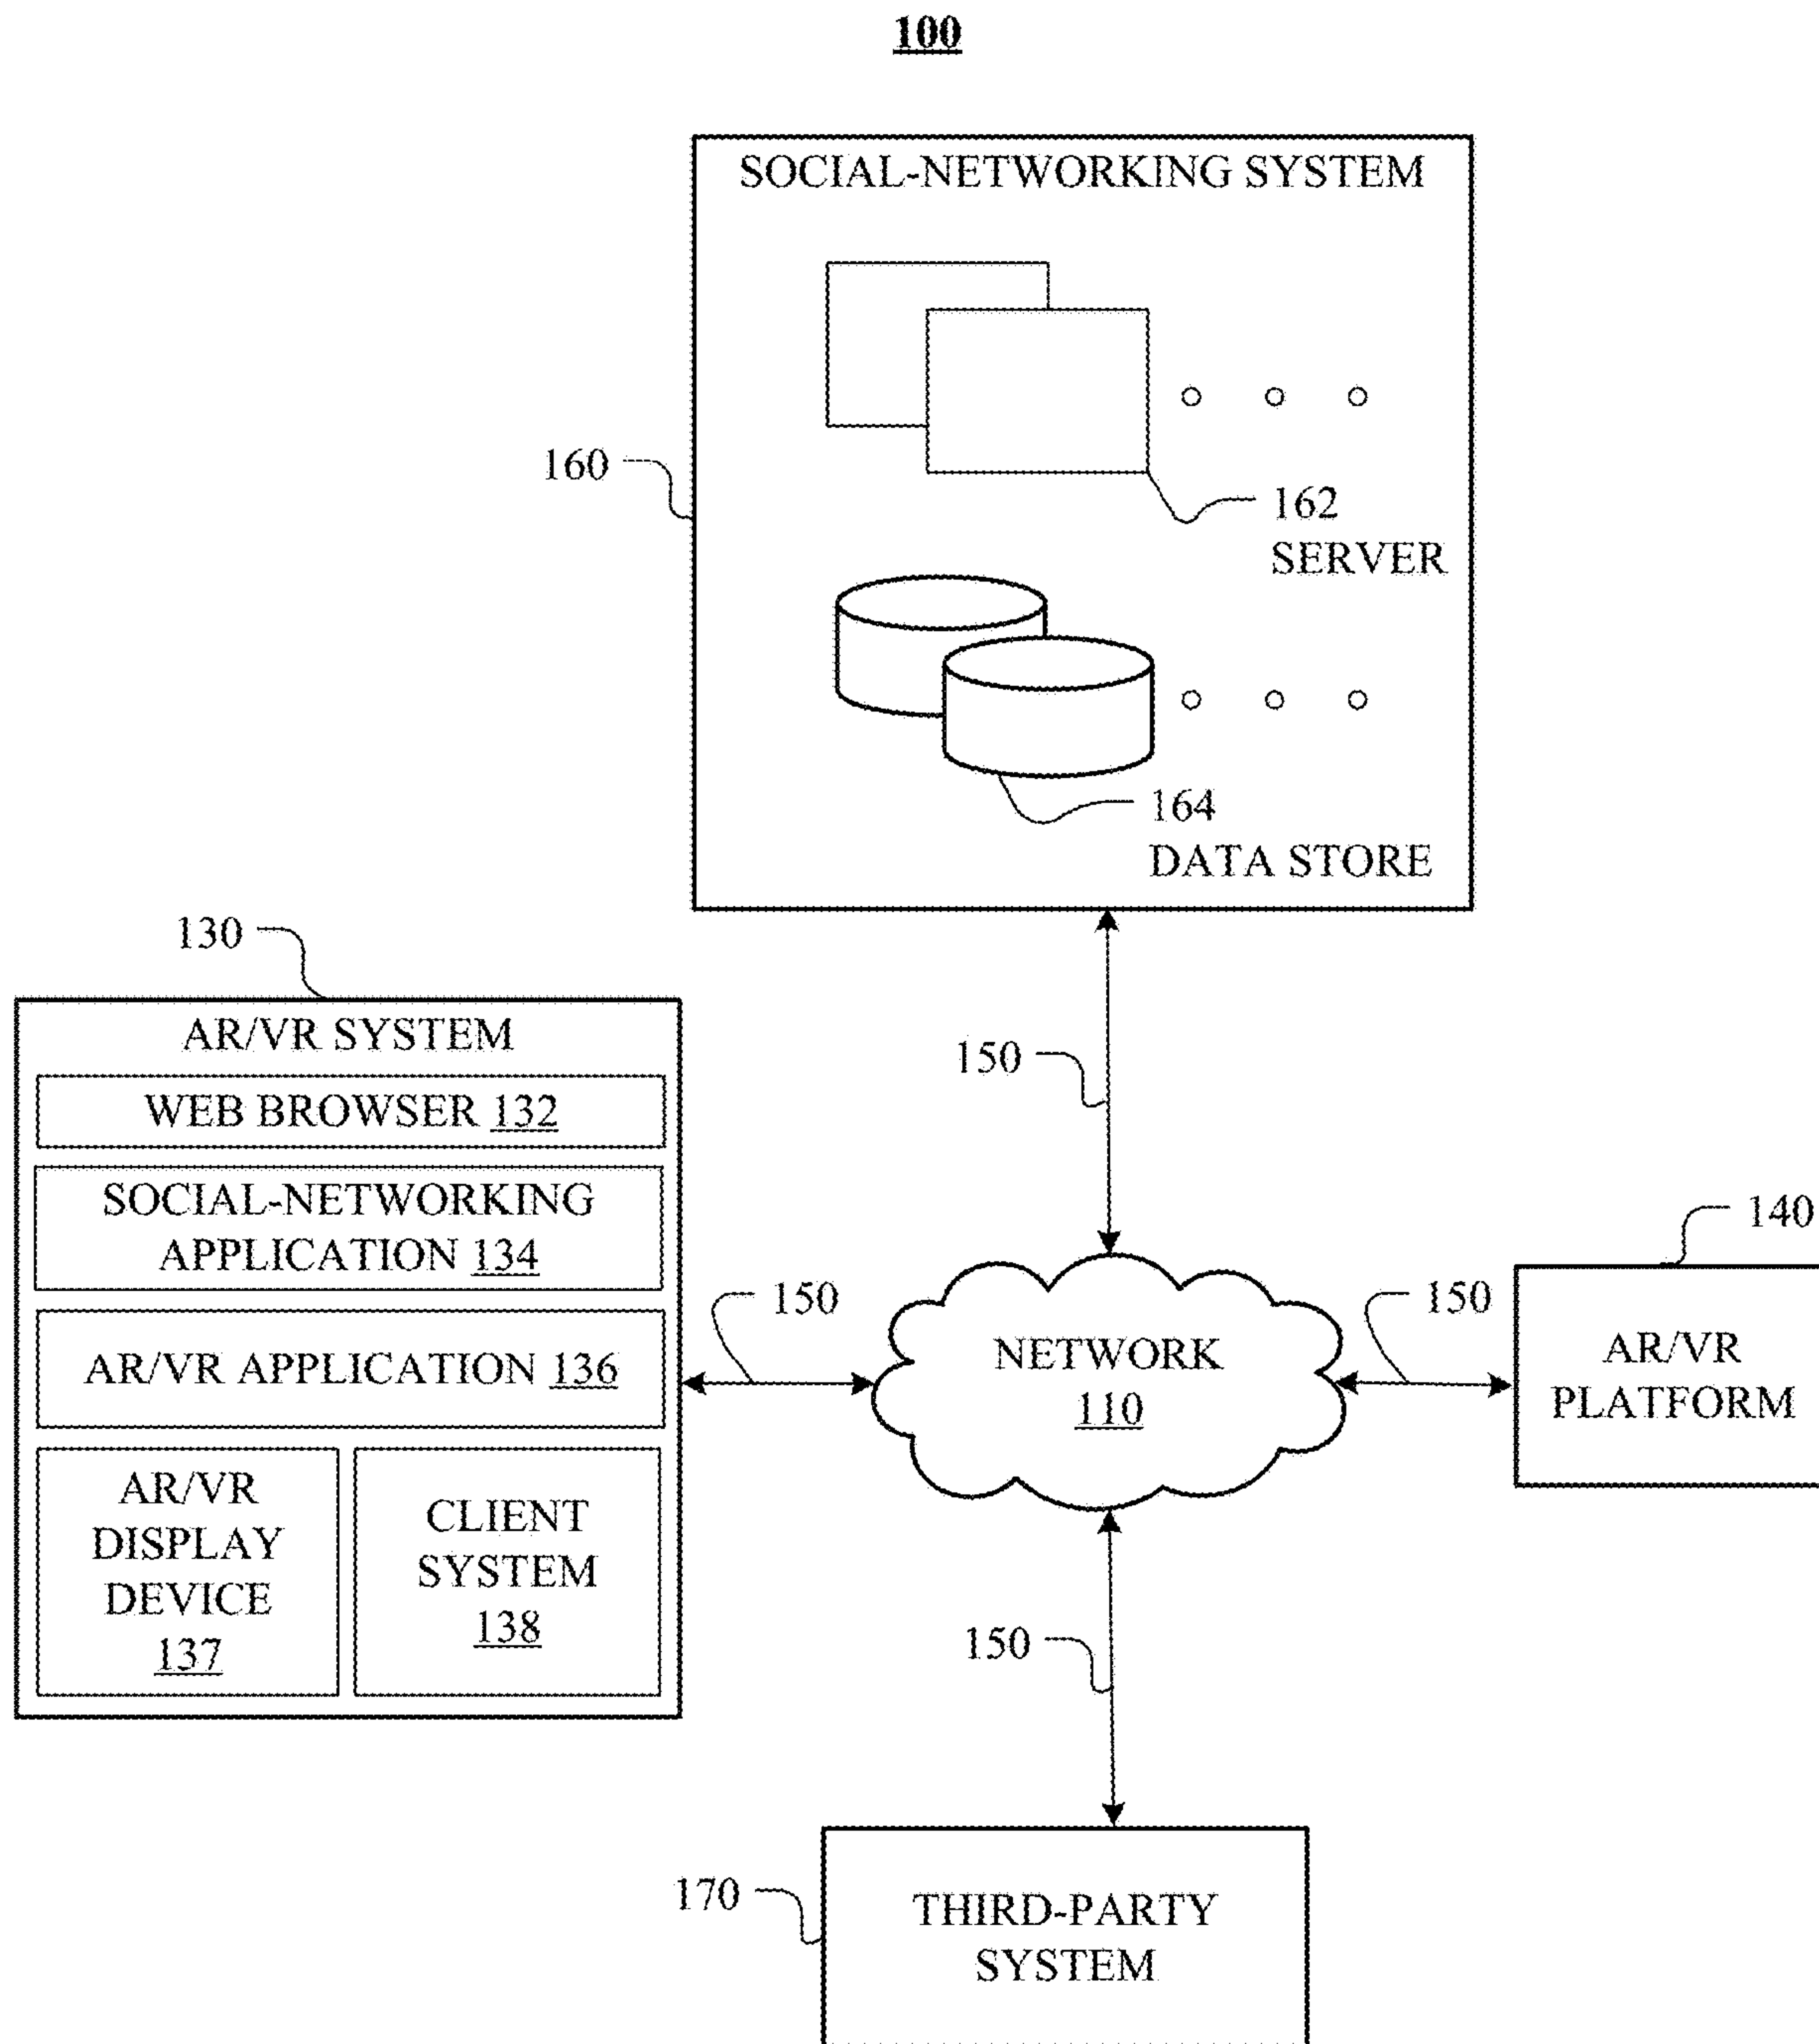 100
SOCIAL-NETWORKING SYSTEM
160
162
SERVER
164
DATA STORE
130
AR/VR SYSTEM
WEB BROWSER 132
SOCIAL-NETWORKING
APPLICATION 134
AR/VR APPLICATION 136
AR/VR
DISPLAY
DEVICE
137
CLIENT
SYSTEM
138
150
150
NETWORK
110
150
140
AR/VR
PLATFORM
150
170
THIRD-PARTY
SYSTEM